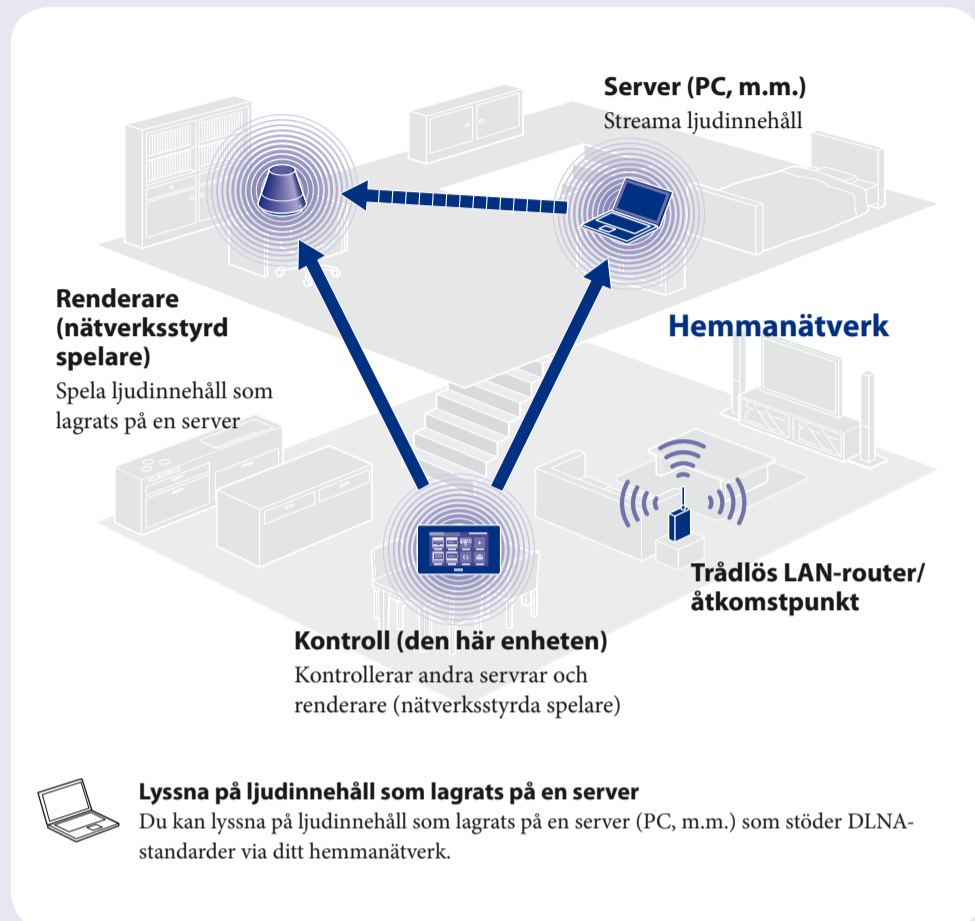 Server (PC, m.m.)
Streama ljudinnehåll
Renderare
(nätverksstyrd
spelare)
Spela ljudinnehåll som
lagrats på en server
Hemmanätverk
Trådlös LAN-router/
åtkomstpunkt
Kontroll (den här enheten)
Kontrollerar andra servrar och
renderare (nätverksstyrda spelare)
Lyssna på ljudinnehåll som lagrats på en server
Du kan lyssna på ljudinnehåll som lagrats på en server (PC, m.m.) som stöder DLNA-
standarder via ditt hemmanätverk.